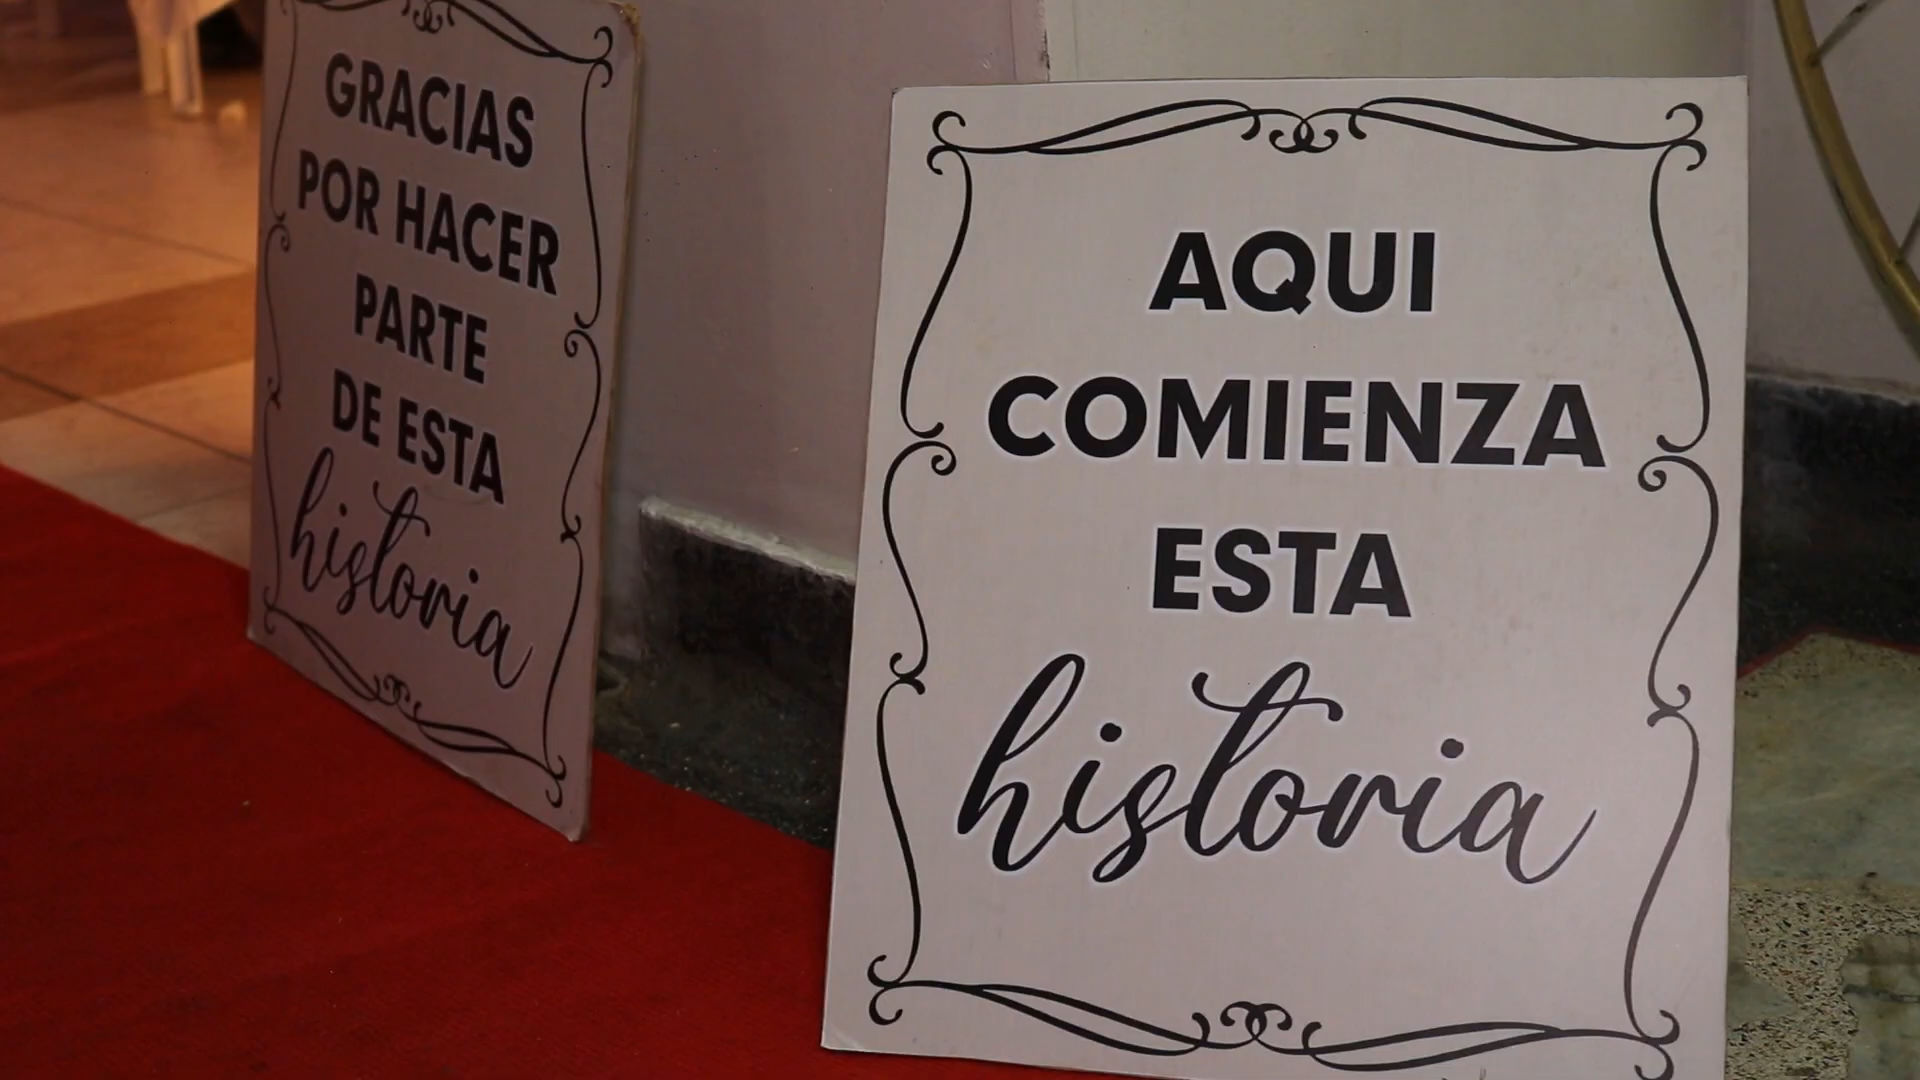 GRACIAS
POR HACER
PARTE
DE ESTA
historia
AQUI
COMIENZA
ESTA
historia